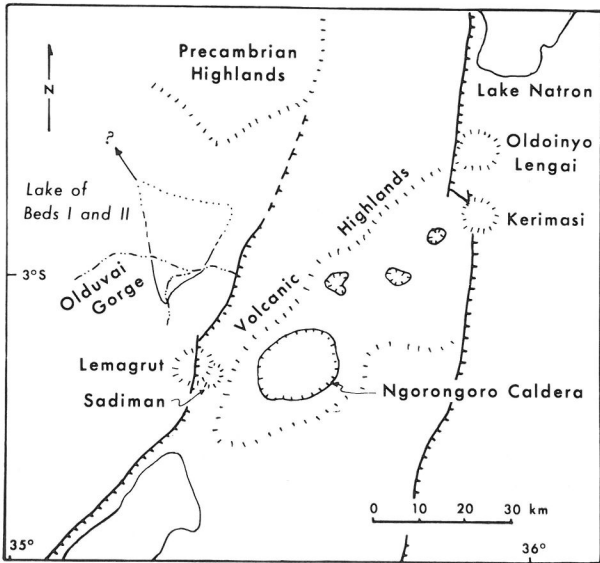 Precambrian
Highlands
N
Lake Natron
?
Oldoinyo
Lengai
Lake of
Beds I and II
Highlands
Kerimasi
3°S
Olduvai
Gorge
Volcanic
Lemagrut
Sadiman
Ngorongoro Caldera
0 10 20 30 km
35°
36°